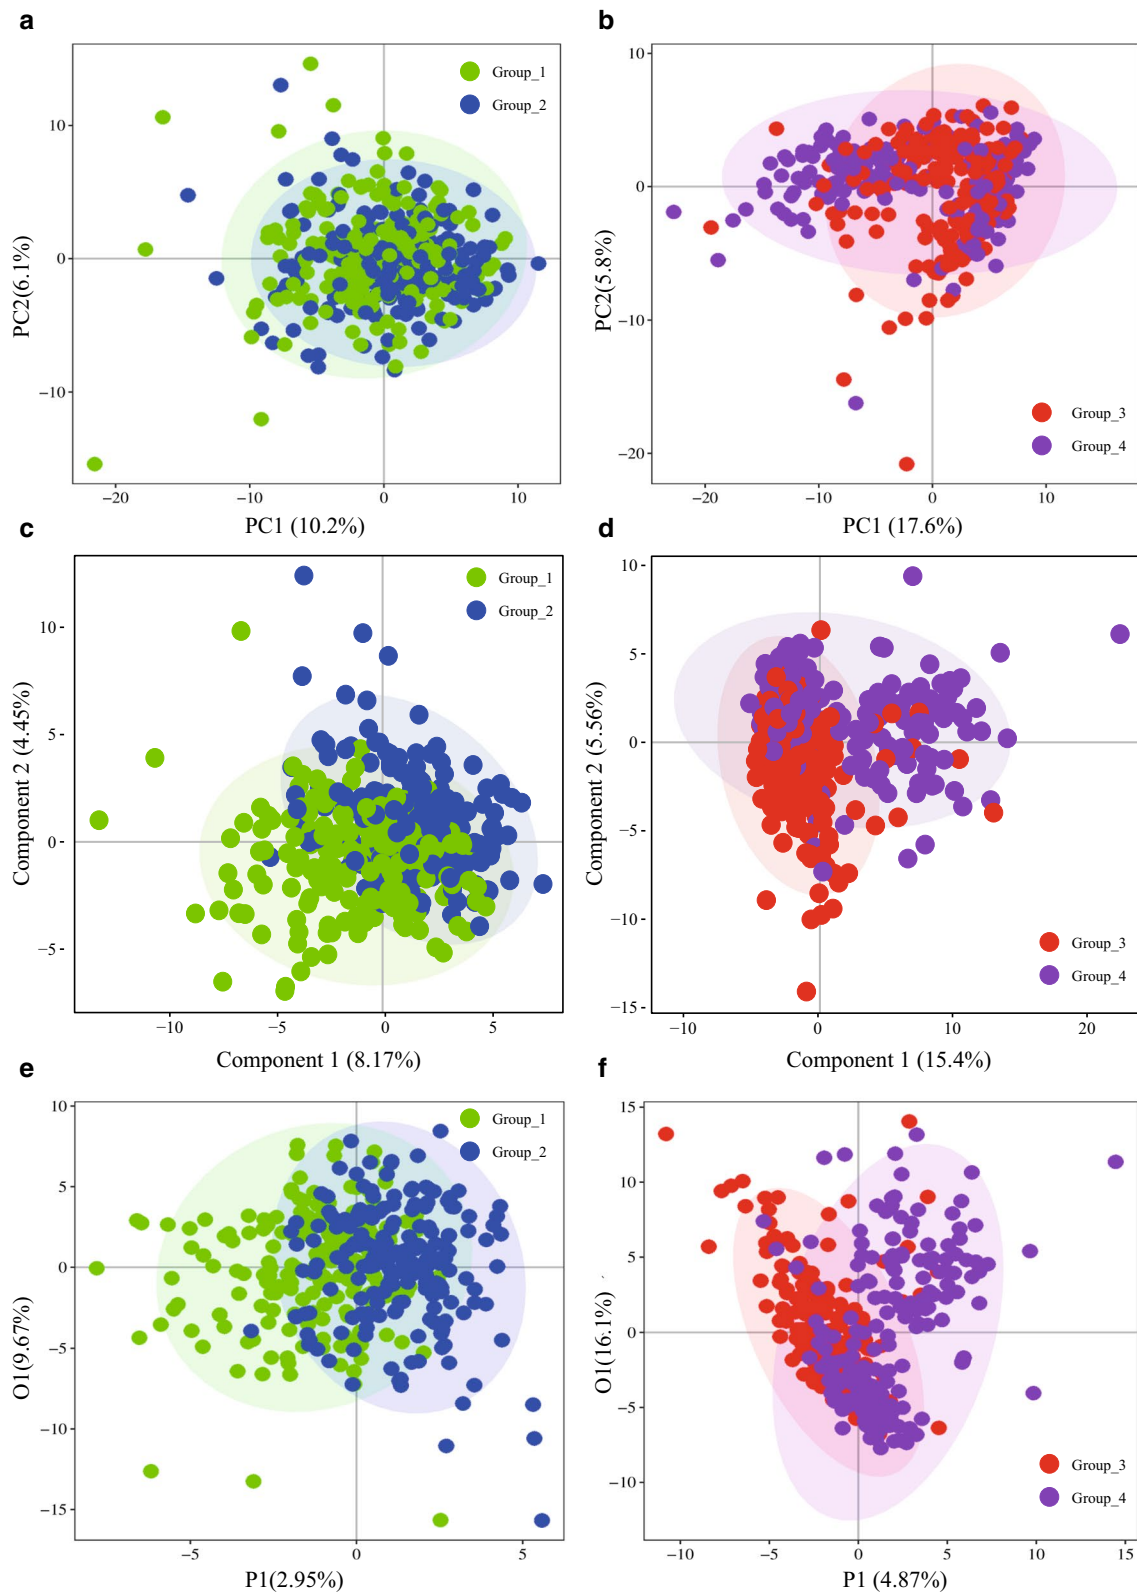 a
Group_1
Group_2
10
0
−10
PC2(6.1%)
−20
−10
0
10
PC1 (10.2%)
b
10
0
−10
−20
PC2(5.8%)
Group_3
Group_4
−20
−10
0
10
PC1 (17.6%)
c
Group_1
Group_2
10
5
0
−5
Component 2 (4.45%)
−10
−5
0
5
Component 1 (8.17%)
d
10
5
0
−5
−10
−15
Component 2 (5.56%)
Group_3
Group_4
−10
0
10
20
Component 1 (15.4%)
e
Group_1
Group_2
10
5
0
−5
−10
−15
O1(9.67%)
−5
0
5
P1(2.95%)
f
15
10
5
0
−5
−10
O1(16.1%)
Group_3
Group_4
−10
−5
0
5
10
15
P1 (4.87%)